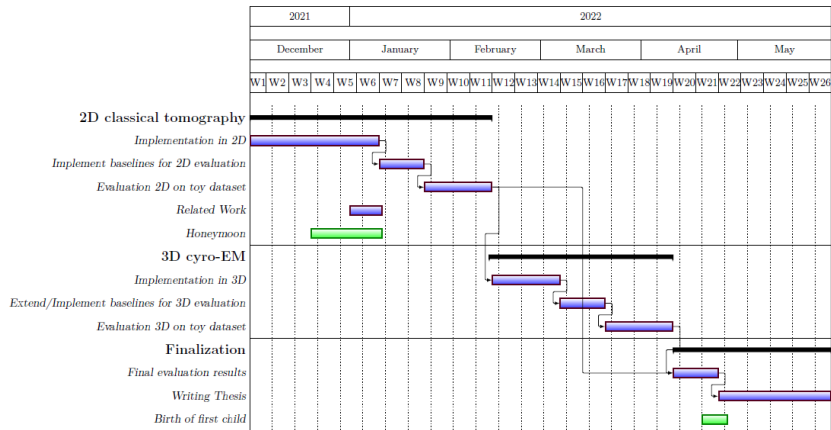 2021 2022
December January February March April May
W1 W2 W3 W4 W5 W6 W7 W8 W9 W10 W11 W12 W13 W14 W15 W16 W17 W18 W19 W20 W21 W22 W23 W24 W25 W26
2D classical tomography
Implementation in 2D
Implement baselines for 2D evaluation
Evaluation 2D on toy dataset
Related Work
Honeymoon
3D cyro-EM
Implementation in 3D
Extend/Implement baselines for 3D evaluation
Evaluation 3D on toy dataset
Finalization
Final evaluation results
Writing Thesis
Birth of first child